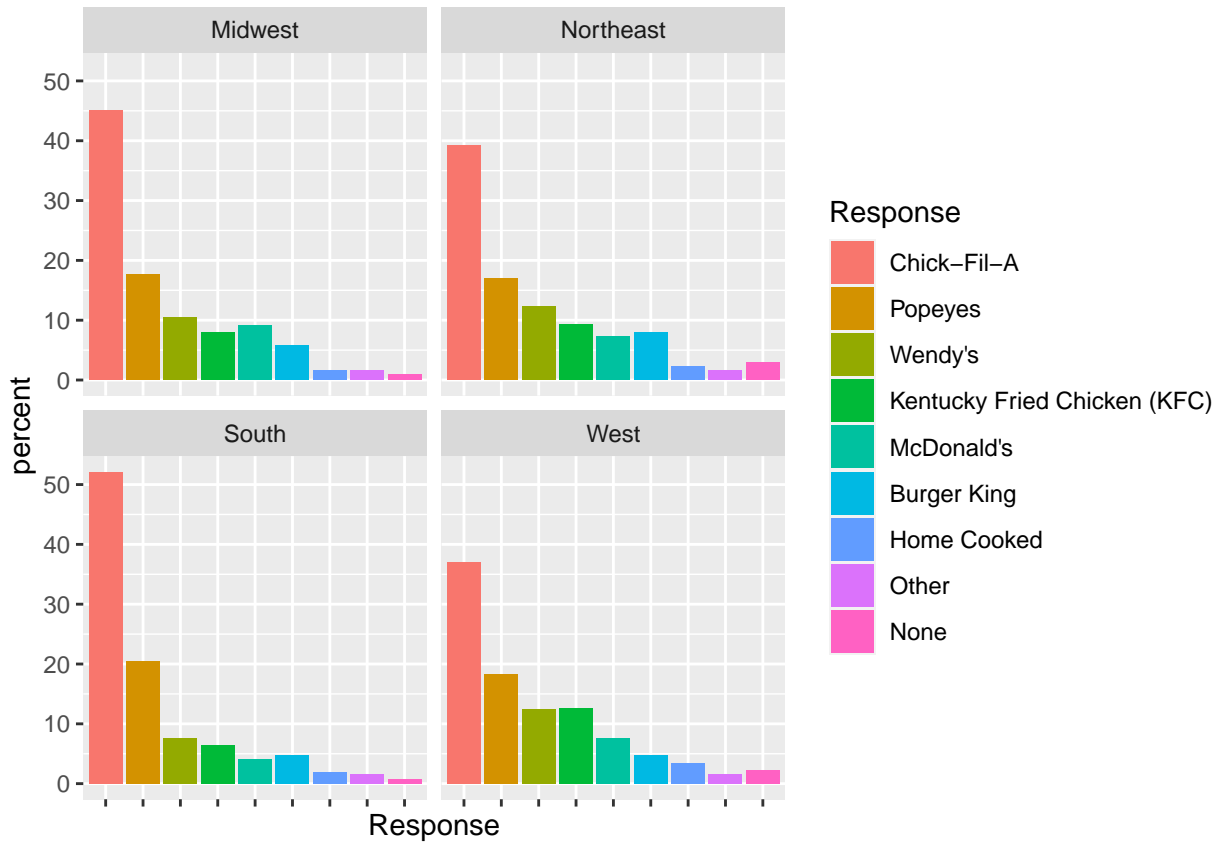 Midwest
Northeast
50
40
30
20
10
0
South
West
50
40
30
20
10
0
percent
Response
Response
Chick−Fil−A
Popeyes
Wendy's
Kentucky Fried Chicken (KFC)
McDonald's
Burger King
Home Cooked
Other
None